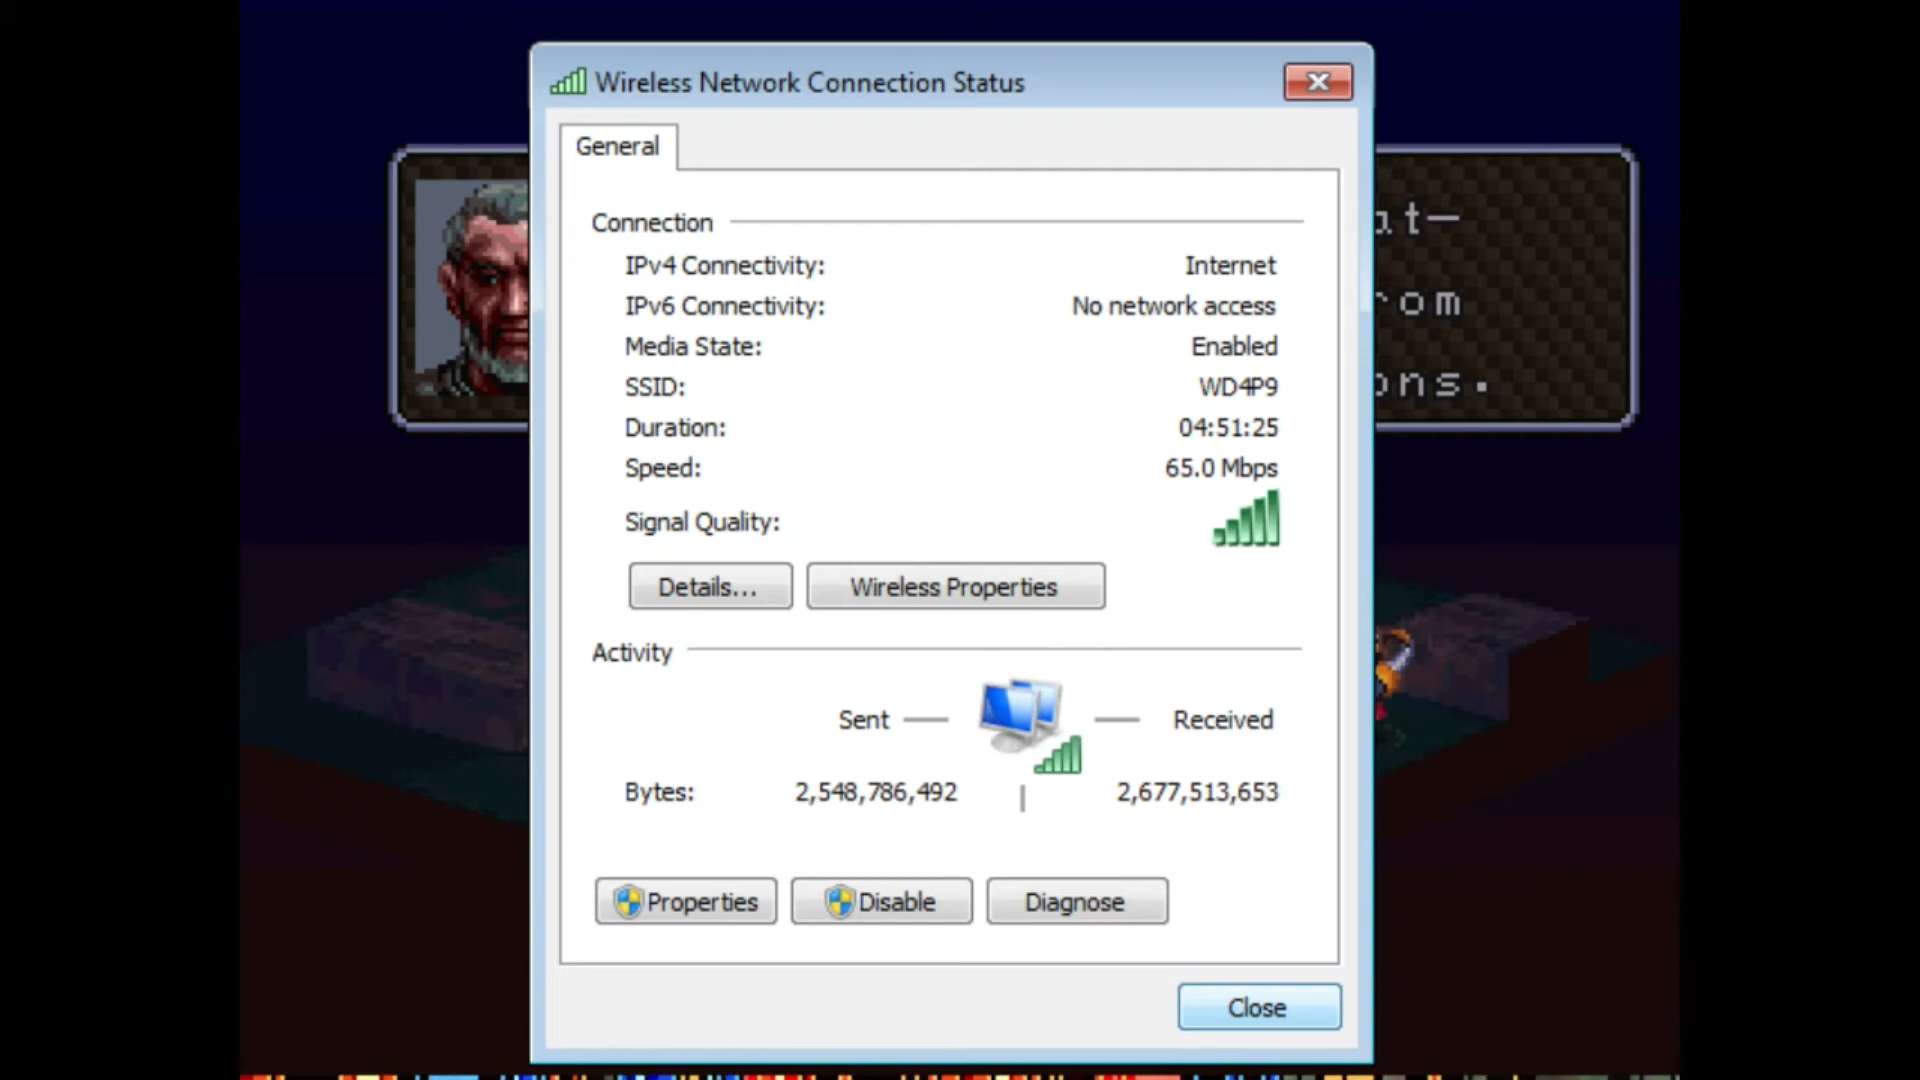 Wireless Network Connection Status
General
Connection
IPv4 Connectivity: Internet
IPv6 Connectivity: No network access
Media State: Enabled
SSID: WD4P9
Duration: 04:51:25
Speed: 65.0 Mbps
Signal Quality:
Details... Wireless Properties
Activity
Sent Received
Bytes: 2,548,786,492 2,677,513,653
Properties Disable Diagnose
Close